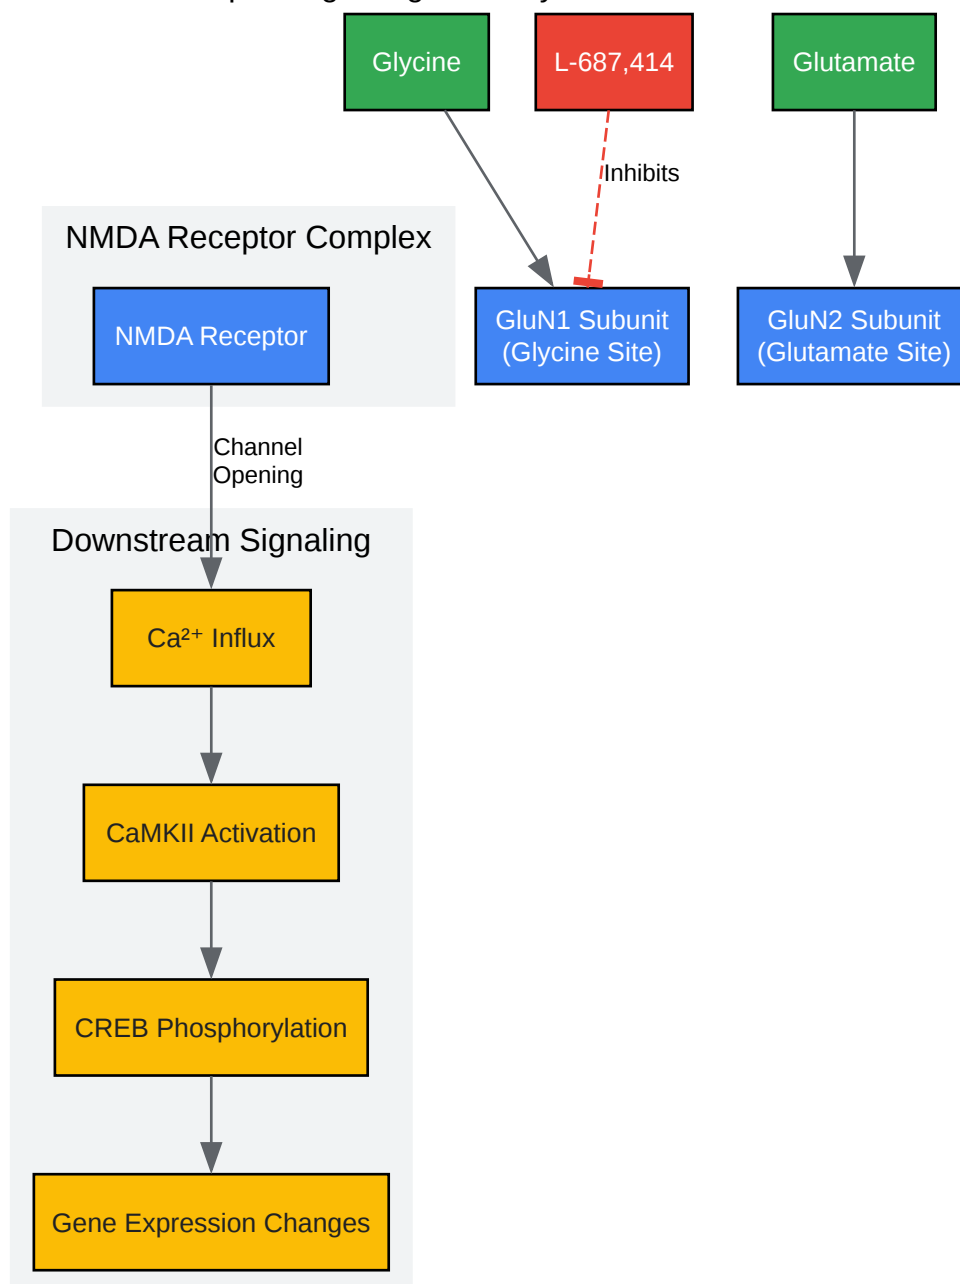 Glycine
L-687,414
Glutamate
Inhibits
NMDA Receptor Complex
NMDA Receptor
GluN1 Subunit
(Glycine Site)
GluN2 Subunit
(Glutamate Site)
Channel
Opening
Downstream Signaling
Ca²⁺ Influx
CaMKII Activation
CREB Phosphorylation
Gene Expression Changes